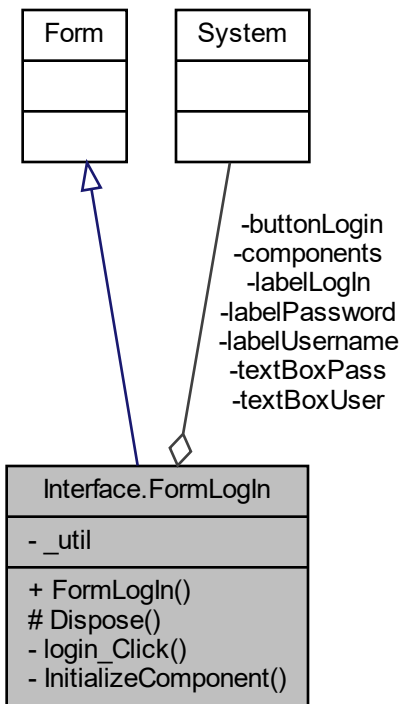 Form
System
-buttonLogin
-components
-labelLogIn
-labelPassword
-labelUsername
-textBoxPass
-textBoxUser
Interface.FormLogIn
- _util
+ FormLogIn()
# Dispose()
- login_Click()
- InitializeComponent()